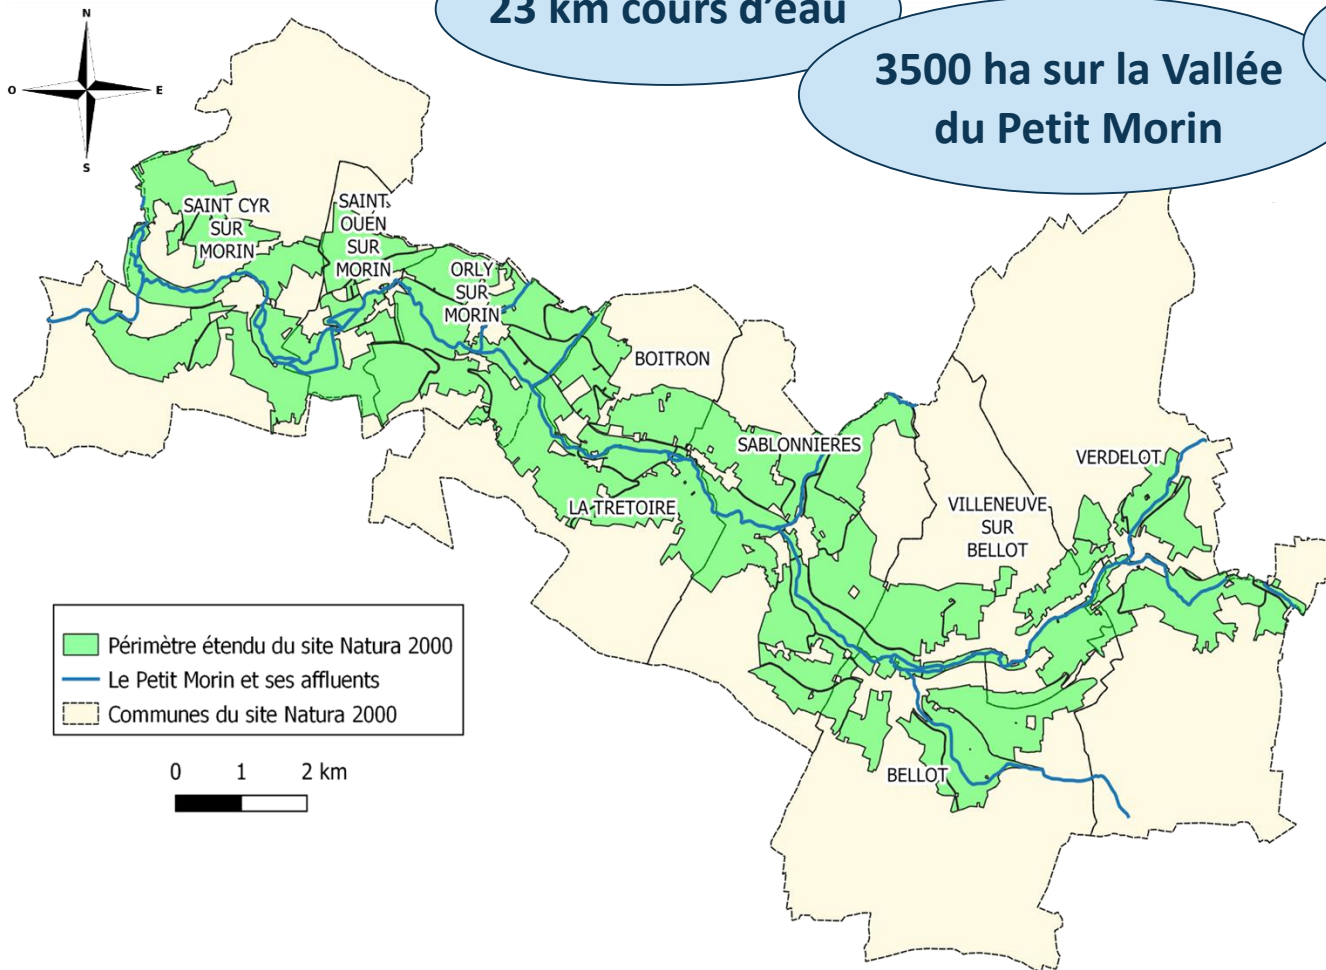 23 km cours d'eau
3500 ha sur la Vallée
du Petit Morin
N
O
E
S
SAINT CYR
SUR
MORIN
SAINT
OUEN
SUR
MORIN
ORLY
SUR
MORIN
BOITRON
SABLONNIERES
VERDELOT
LA TRETOIRE
VILLENEUVE
SUR
BELLOT
BELLOT
Périmètre étendu du site Natura 2000
Le Petit Morin et ses affluents
Communes du site Natura 2000
0 1 2 km